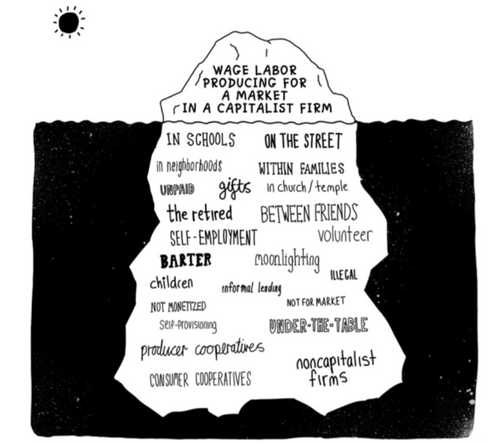 WAGE LABOR
PRODUCING FOR
A MARKET
IN A CAPITALIST FIRM
IN SCHOOLS ON THE STREET
in neighborhoods WITHIN FAMILIES
UNPAID gifts in church/temple
the retired BETWEEN FRIENDS
SELF-EMPLOYMENT volunteer
BARTER moonlighting
ILLEGAL
children informal lending
NOT MONETIZED NOT FOR MARKET
Self-Provisioning UNDER-THE-TABLE
producer cooperatives
noncapitalist
CONSUMER COOPERATIVES firms